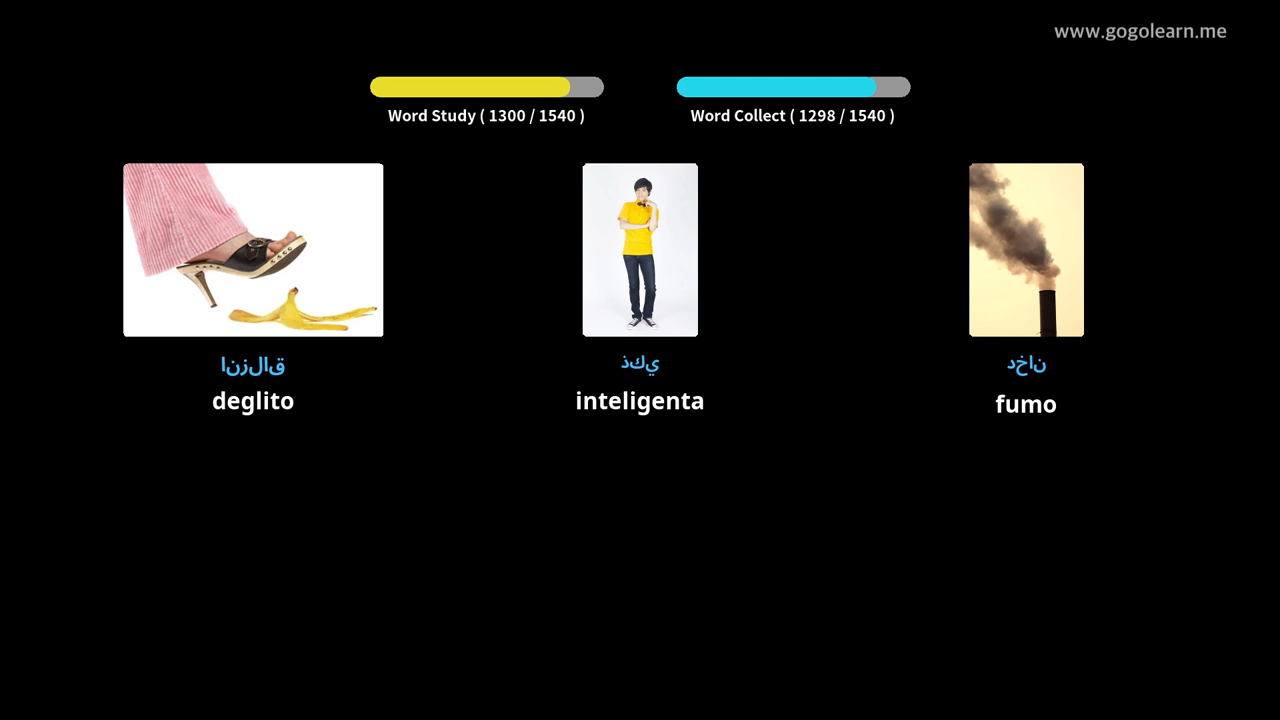 www.gogolearn.me
Word Study ( 1300 / 1540 )
Word Collect ( 1298 / 1540 )
انزلاق
deglito
ذكي
inteligenta
دخان
fumo